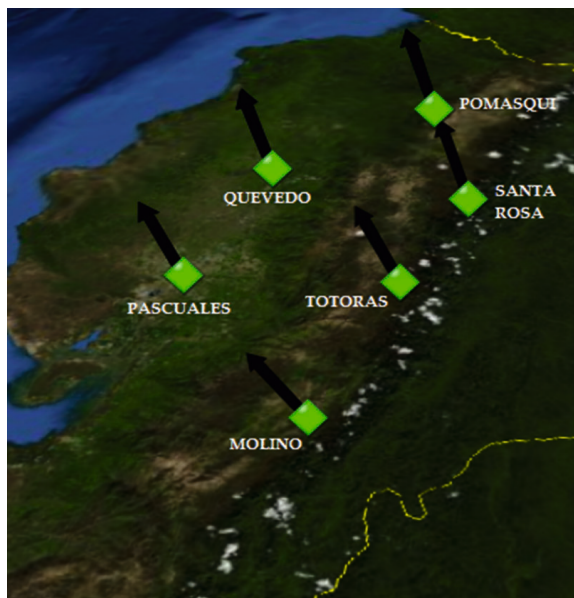 POMASQUI
SANTA
ROSA
QUEVEDO
PASCUALES
TOTORAS
MOLINO